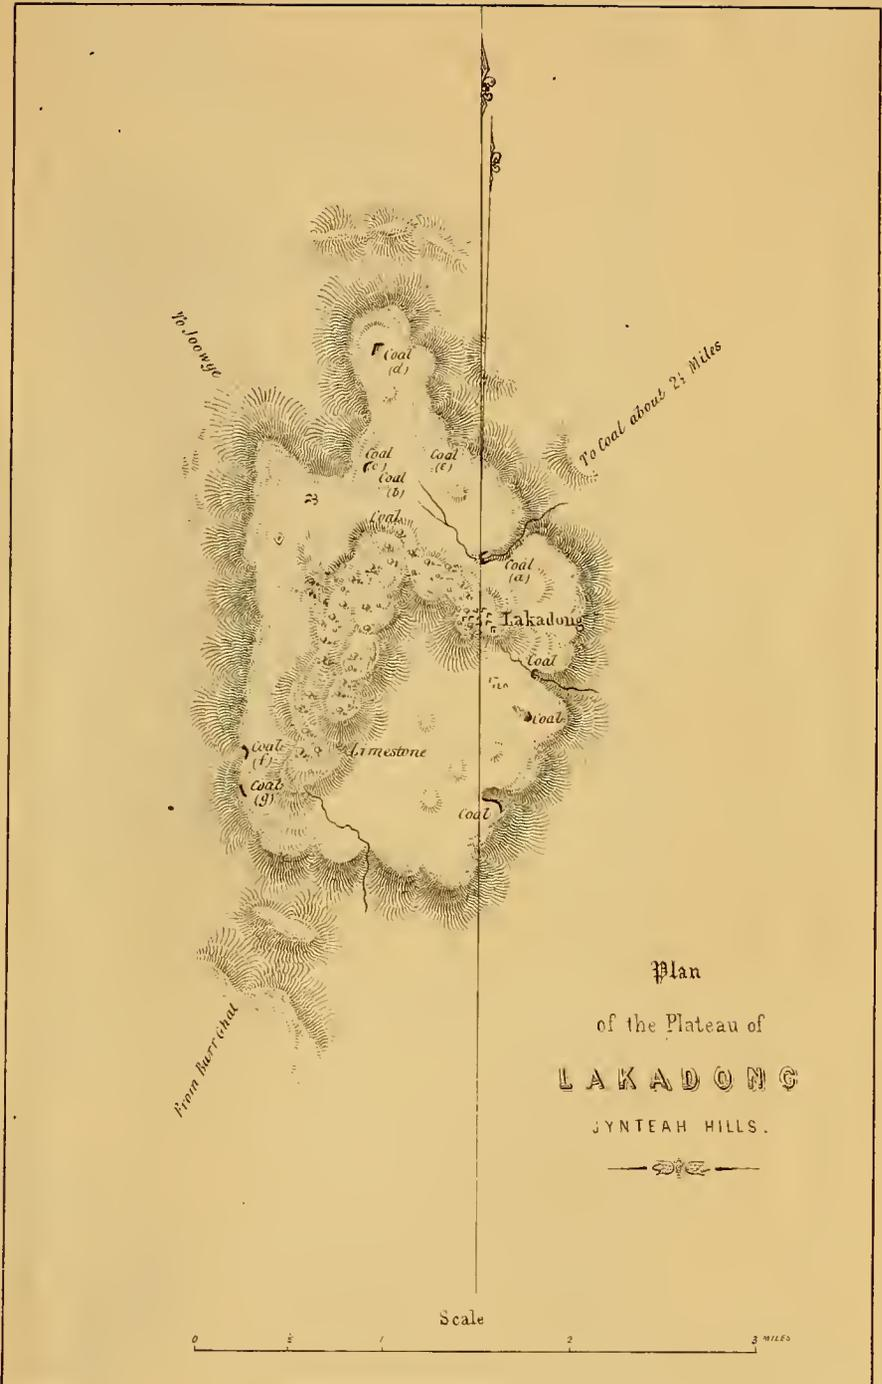 To Joowye
Coal
(d)
To Coal about 2½ Miles
Coal
(c)
Coal
(e)
Coal
(b)
Coal
Coal
(a)
Lakadong
Coal
Coal
Coal
(f)
Limestone
Coal
(g)
Coal
From Burr Ghat
Plan
of the Plateau of
LAKADONG
JYNTEAH HILLS.
Scale
0 ½ 1 2 3 MILES